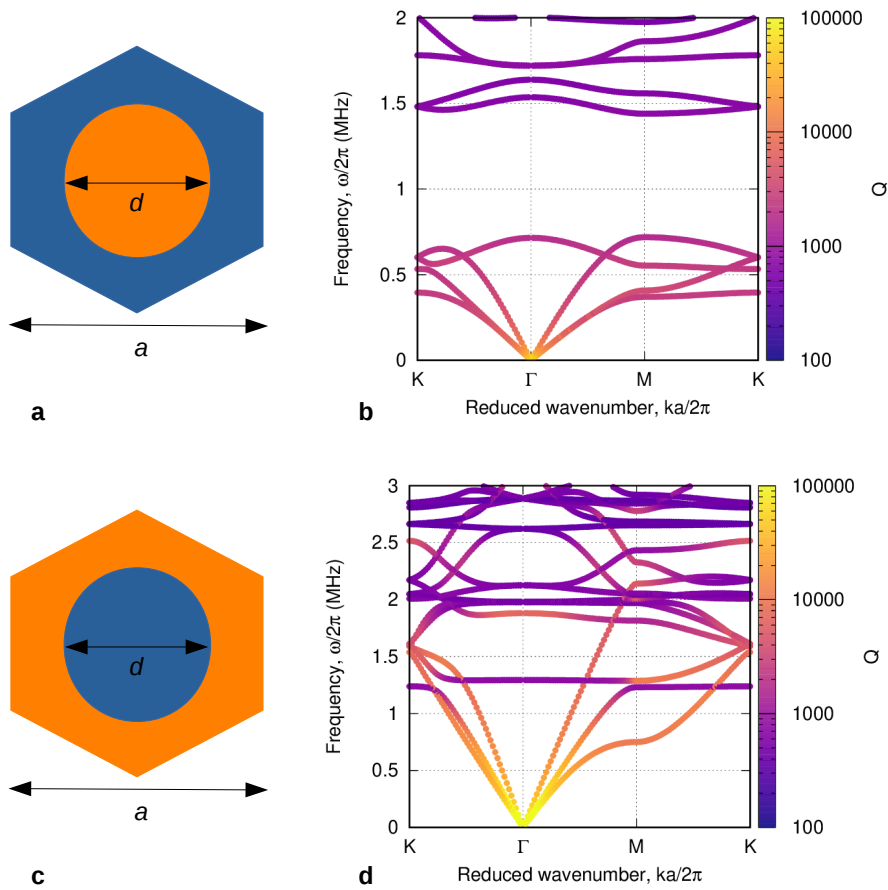 d
a
a
2
1.5
1
0.5
0
Frequency, ω/2π (MHz)
K
Γ
M
K
Reduced wavenumber, ka/2π
100000
10000
1000
100
Q
b
d
a
c
3
2.5
2
1.5
1
0.5
0
Frequency, ω/2π (MHz)
K
Γ
M
K
Reduced wavenumber, ka/2π
100000
10000
1000
100
Q
d